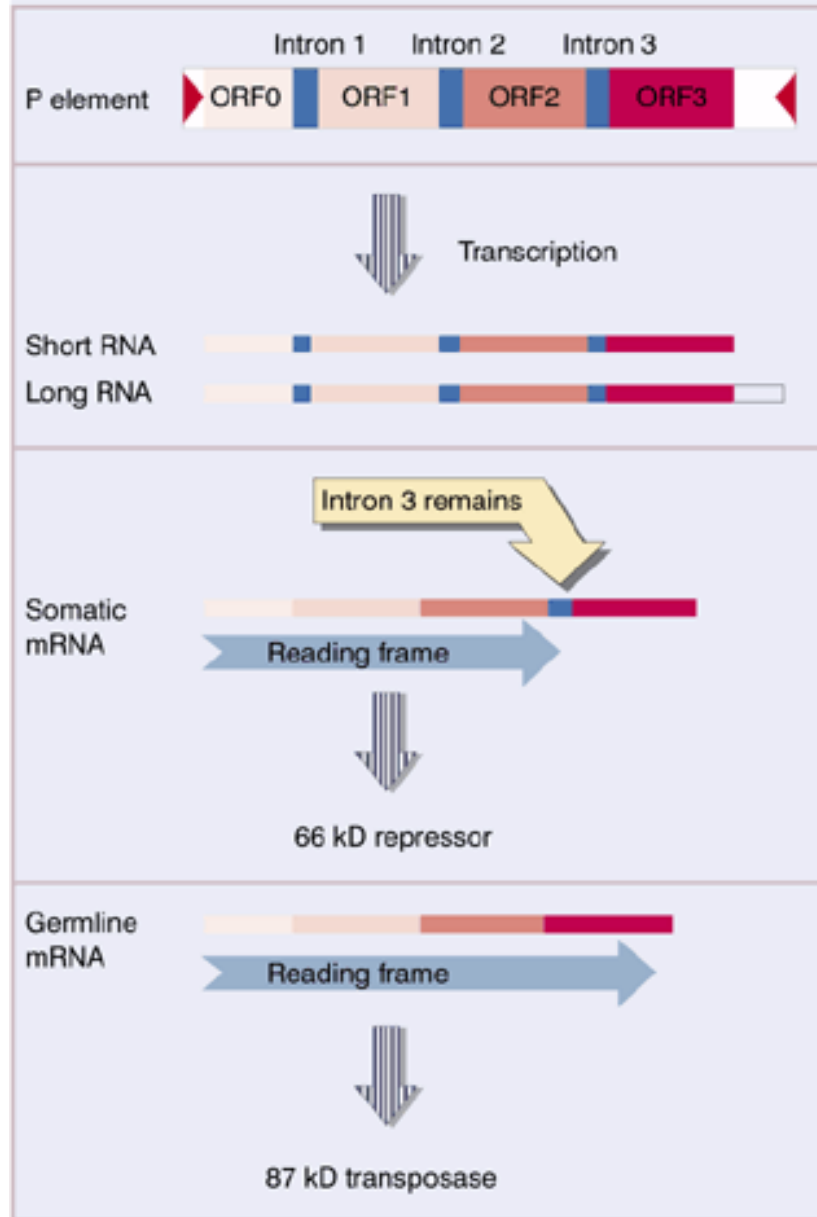 Intron 1 Intron 2 Intron 3
P element ORF0 ORF1 ORF2 ORF3
Transcription
Short RNA
Long RNA
Intron 3 remains
Somatic
mRNA
Reading frame
66 kD repressor
Germline
mRNA
Reading frame
87 kD transposase